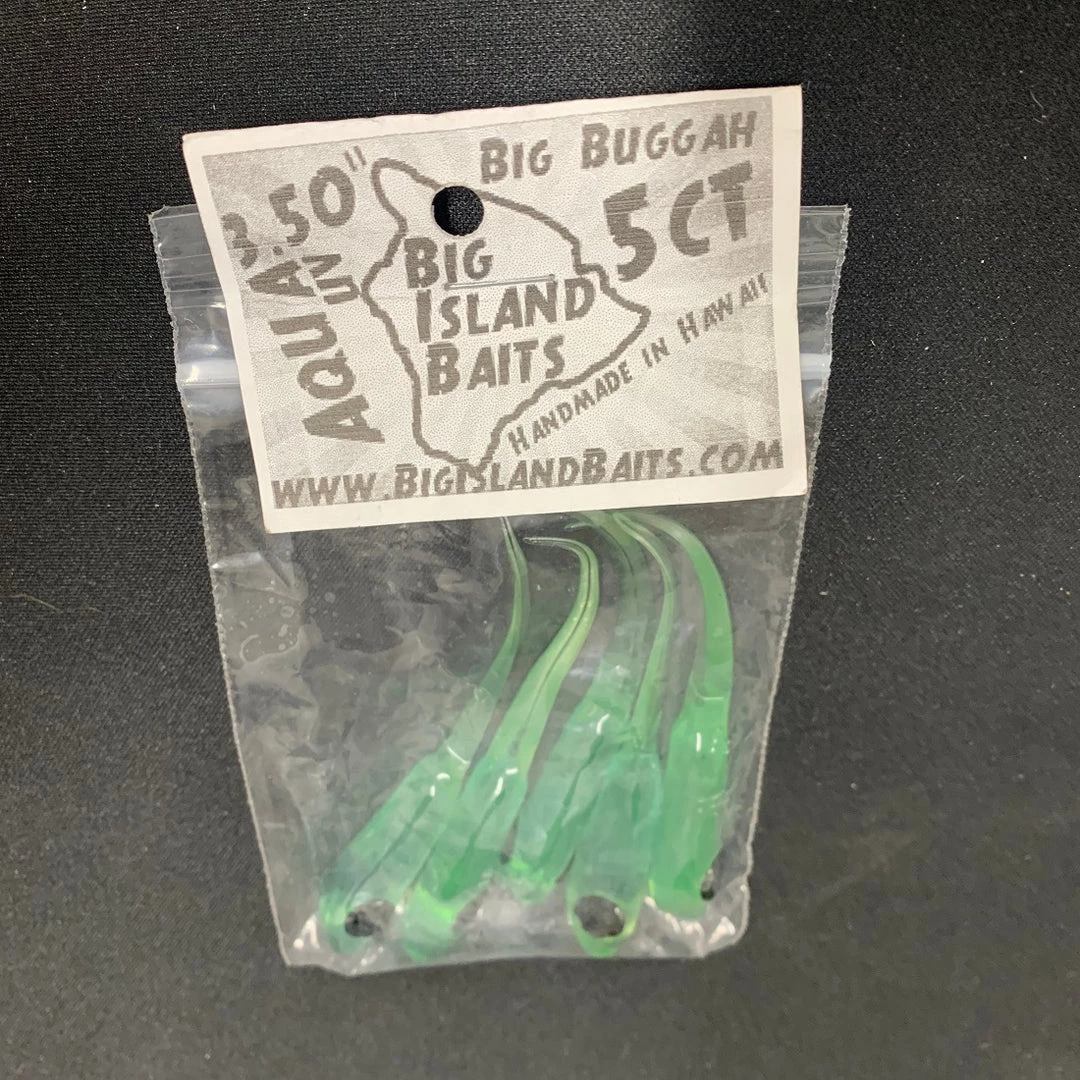 BIG BUGGAH
5CT
3.50"
AQUA UV
BIG
ISLAND
BAITS
HANDMADE IN HAWAII
WWW.BIGISLANDBAITS.COM